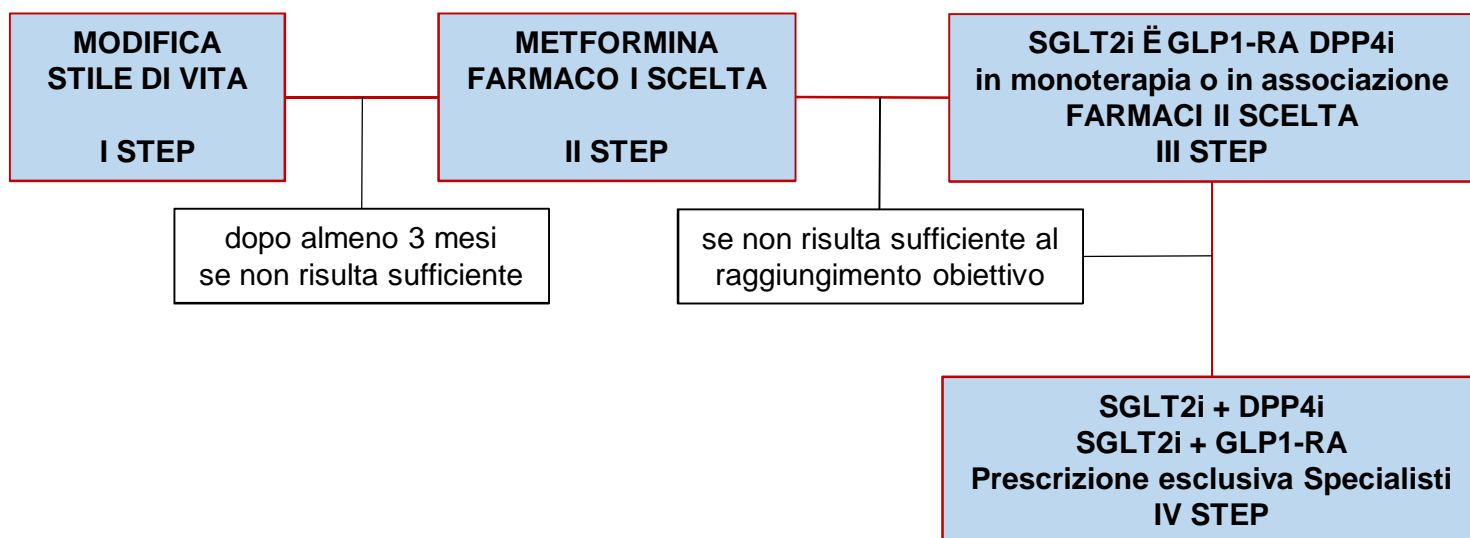 MODIFICA
STILE DI VITA
I STEP
METFORMINA
FARMACO I SCELTA
II STEP
SGLT2i Ë GLP1-RA DPP4i
in monoterapia o in associazione
FARMACI II SCELTA
III STEP
dopo almeno 3 mesi
se non risulta sufficiente
se non risulta sufficiente al
raggiungimento obiettivo
SGLT2i + DPP4i
SGLT2i + GLP1-RA
Prescrizione esclusiva Specialisti
IV STEP